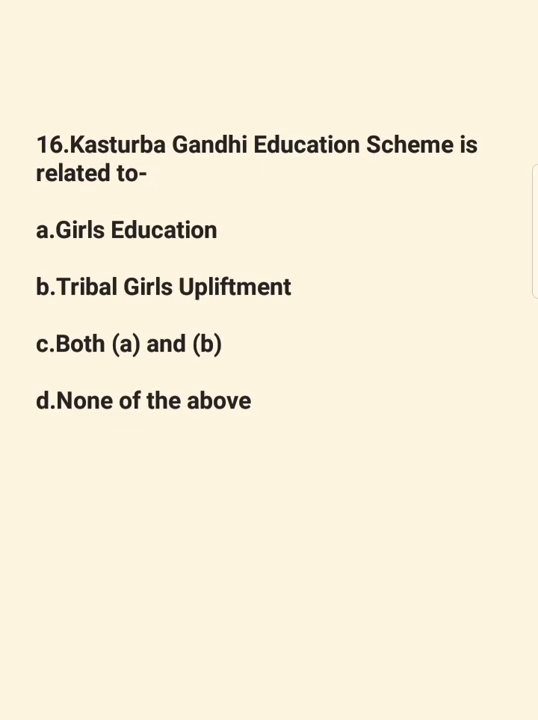 16.Kasturba Gandhi Education Scheme is
related to-
a.Girls Education
b.Tribal Girls Upliftment
c.Both (a) and (b)
d.None of the above